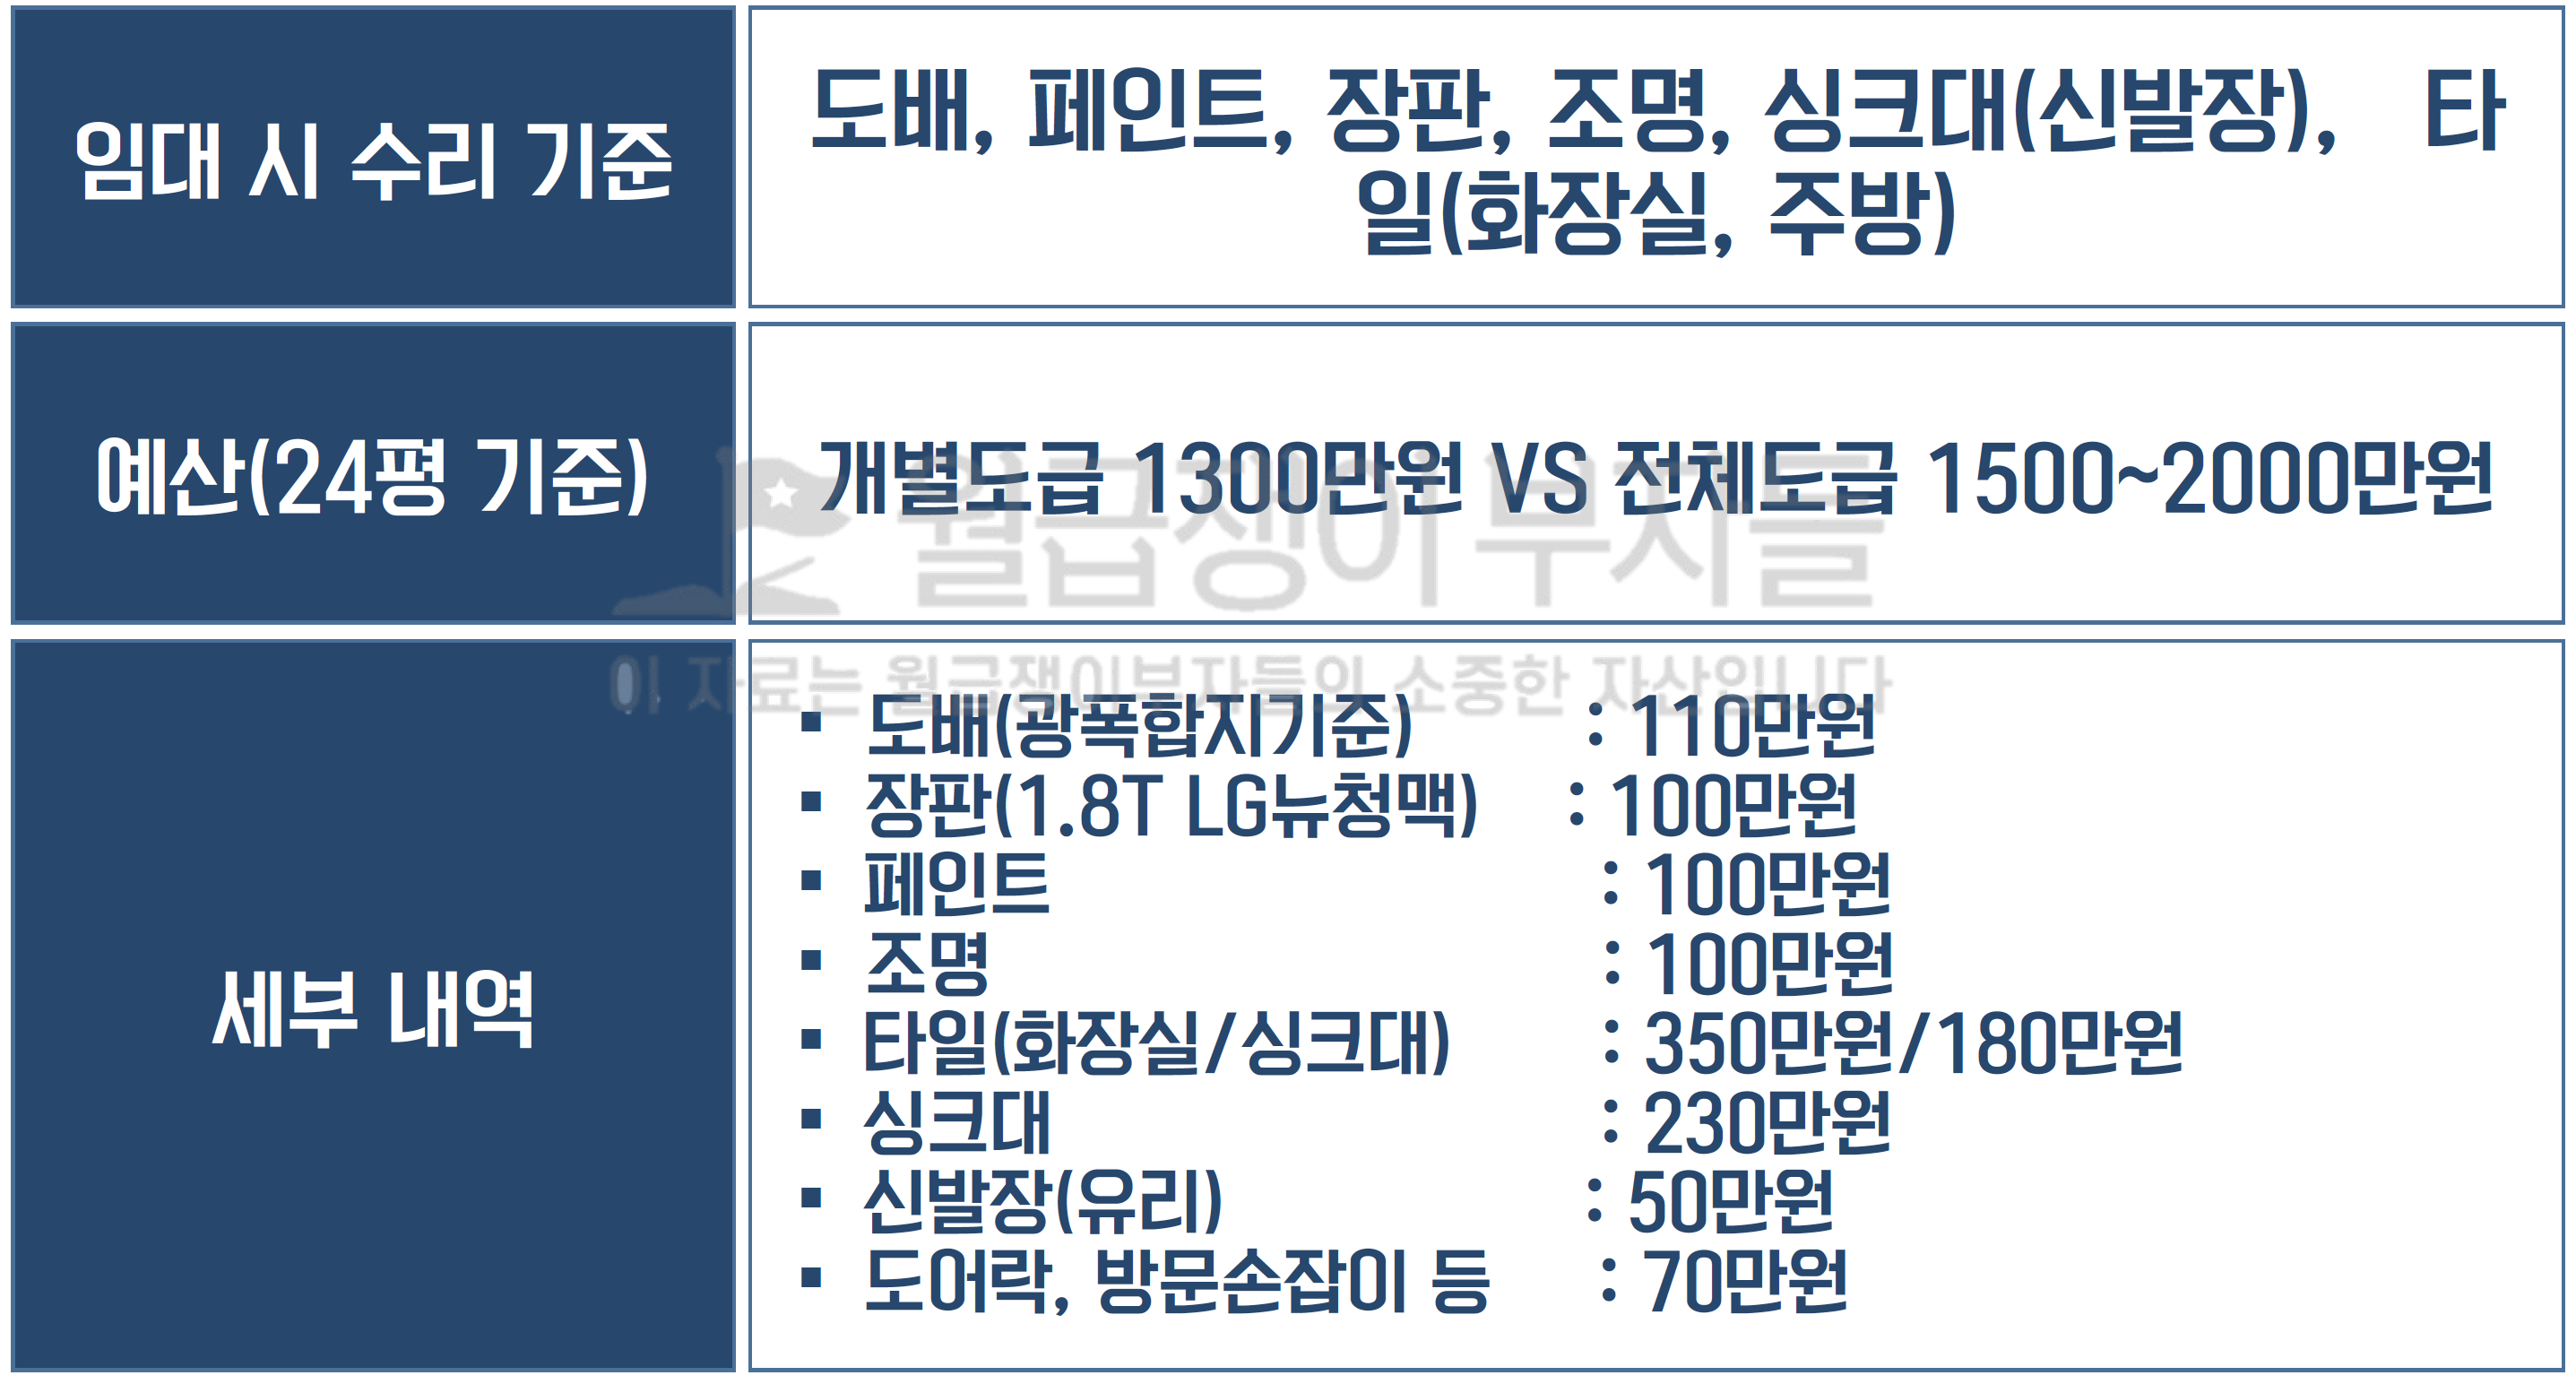 임대 시 수리 기준
도배, 페인트, 장판, 조명, 싱크대(신발장), 타
일(화장실, 주방)
예산(24평 기준)
개별도급 1300만원 VS 전체도급 1500~2000만원
월급쟁이 부자들
이 자료는 월급쟁이부자들의 소중한 자산입니다
세부 내역
▪ 도배(광폭합지기준) : 110만원
▪ 장판(1.8T LG뉴청맥) : 100만원
▪ 페인트 : 100만원
▪ 조명 : 100만원
▪ 타일(화장실/싱크대) : 350만원/180만원
▪ 싱크대 : 230만원
▪ 신발장(유리) : 50만원
▪ 도어락, 방문손잡이 등 : 70만원